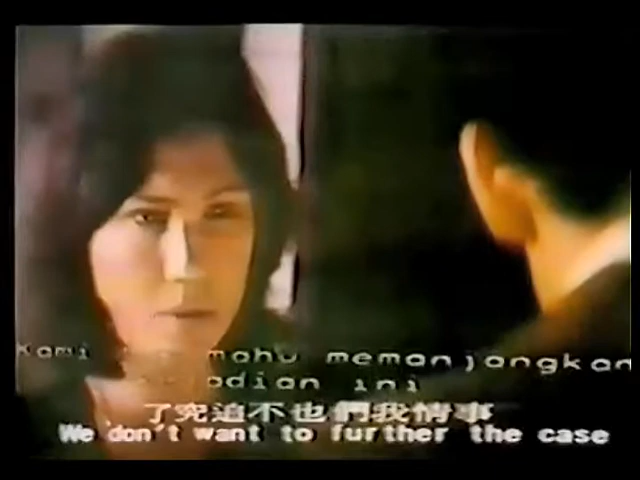 Kami mahu memanjangkan
ini
事情我們也不追究了
We don't want to further the case